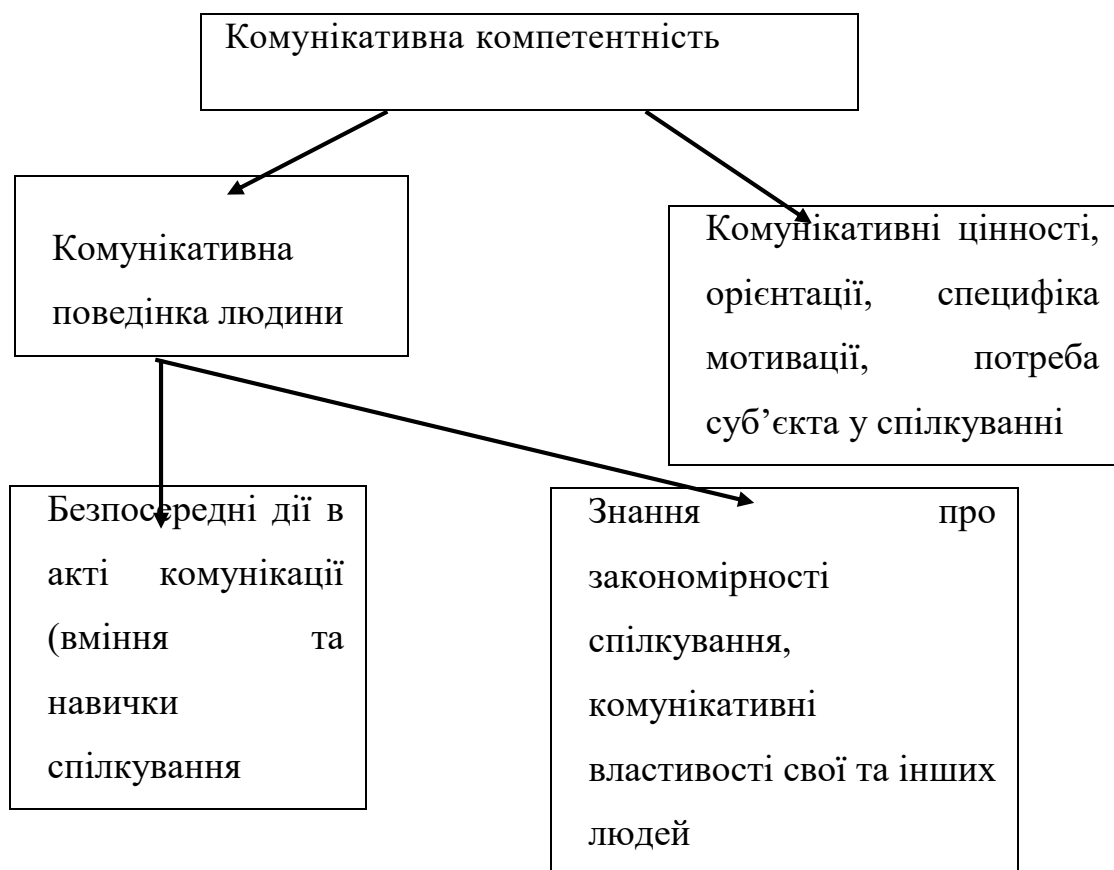 Комунікативна компетентність
Комунікативна
поведінка людини
Комунікативні цінності,
орієнтації, специфіка
мотивації, потреба
суб’єкта у спілкуванні
Безпосередні дії в
акті комунікації
(вміння та
навички
спілкування
Знання про
закономірності
спілкування,
комунікативні
властивості свої та інших
людей